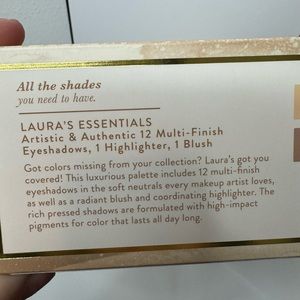 All the shades
you need to have.
LAURA'S ESSENTIALS
Artistic & Authentic 12 Multi-Finish
Eyeshadows, 1 Highlighter, 1 Blush
Got colors missing from your collection? Laura's got you
covered! This luxurious palette includes 12 multi-finish
eyeshadows in the soft neutrals every makeup artist loves,
as well as a radiant blush and coordinating highlighter. The
rich pressed shadows are formulated with high-impact
pigments for color that lasts all day long.